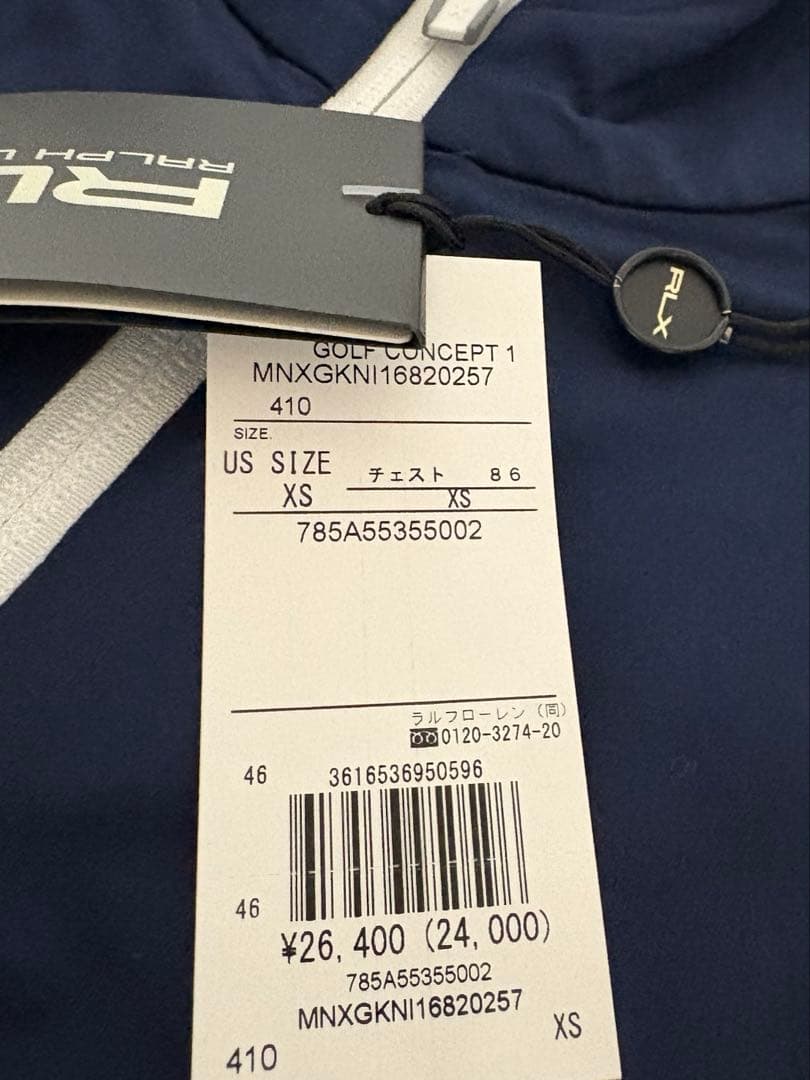 RALPH
RL
RLX
GOLF CONCEPT 1
MNXGKNI16820257
410
SIZE.
US SIZE
チェスト 86
XS
XS
785A55355002
ラルフローレン (同)
0120-3274-20
46
3616536950596
46
¥26,400 (24,000)
785A55355002
MNXGKNI16820257
410
XS